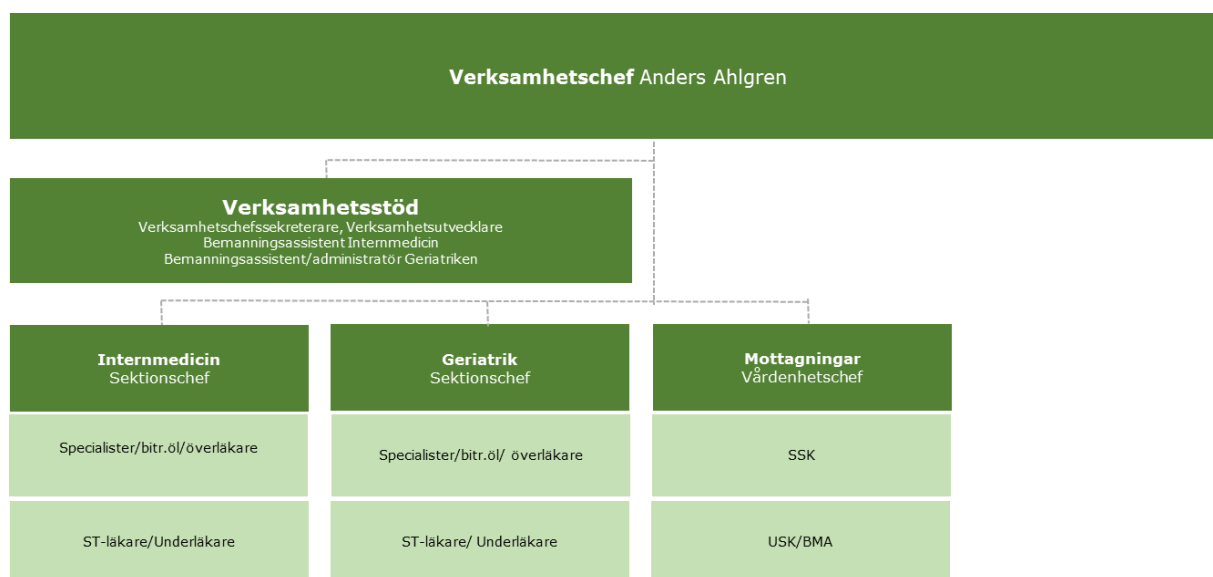 Verksamhetschef Anders Ahlgren
Verksamhetsstöd
Verksamhetschefssekreterare, Verksamhetsutvecklare
Bemanningsassistent Internmedicin
Bemanningsassistent/administratör Geriatriken
Internmedicin
Sektionschef
Geriatrik
Sektionschef
Mottagningar
Vårdenhetschef
Specialister/bitr.öl/överläkare
Specialister/bitr.öl/ överläkare
SSK
ST-läkare/Underläkare
ST-läkare/ Underläkare
USK/BMA